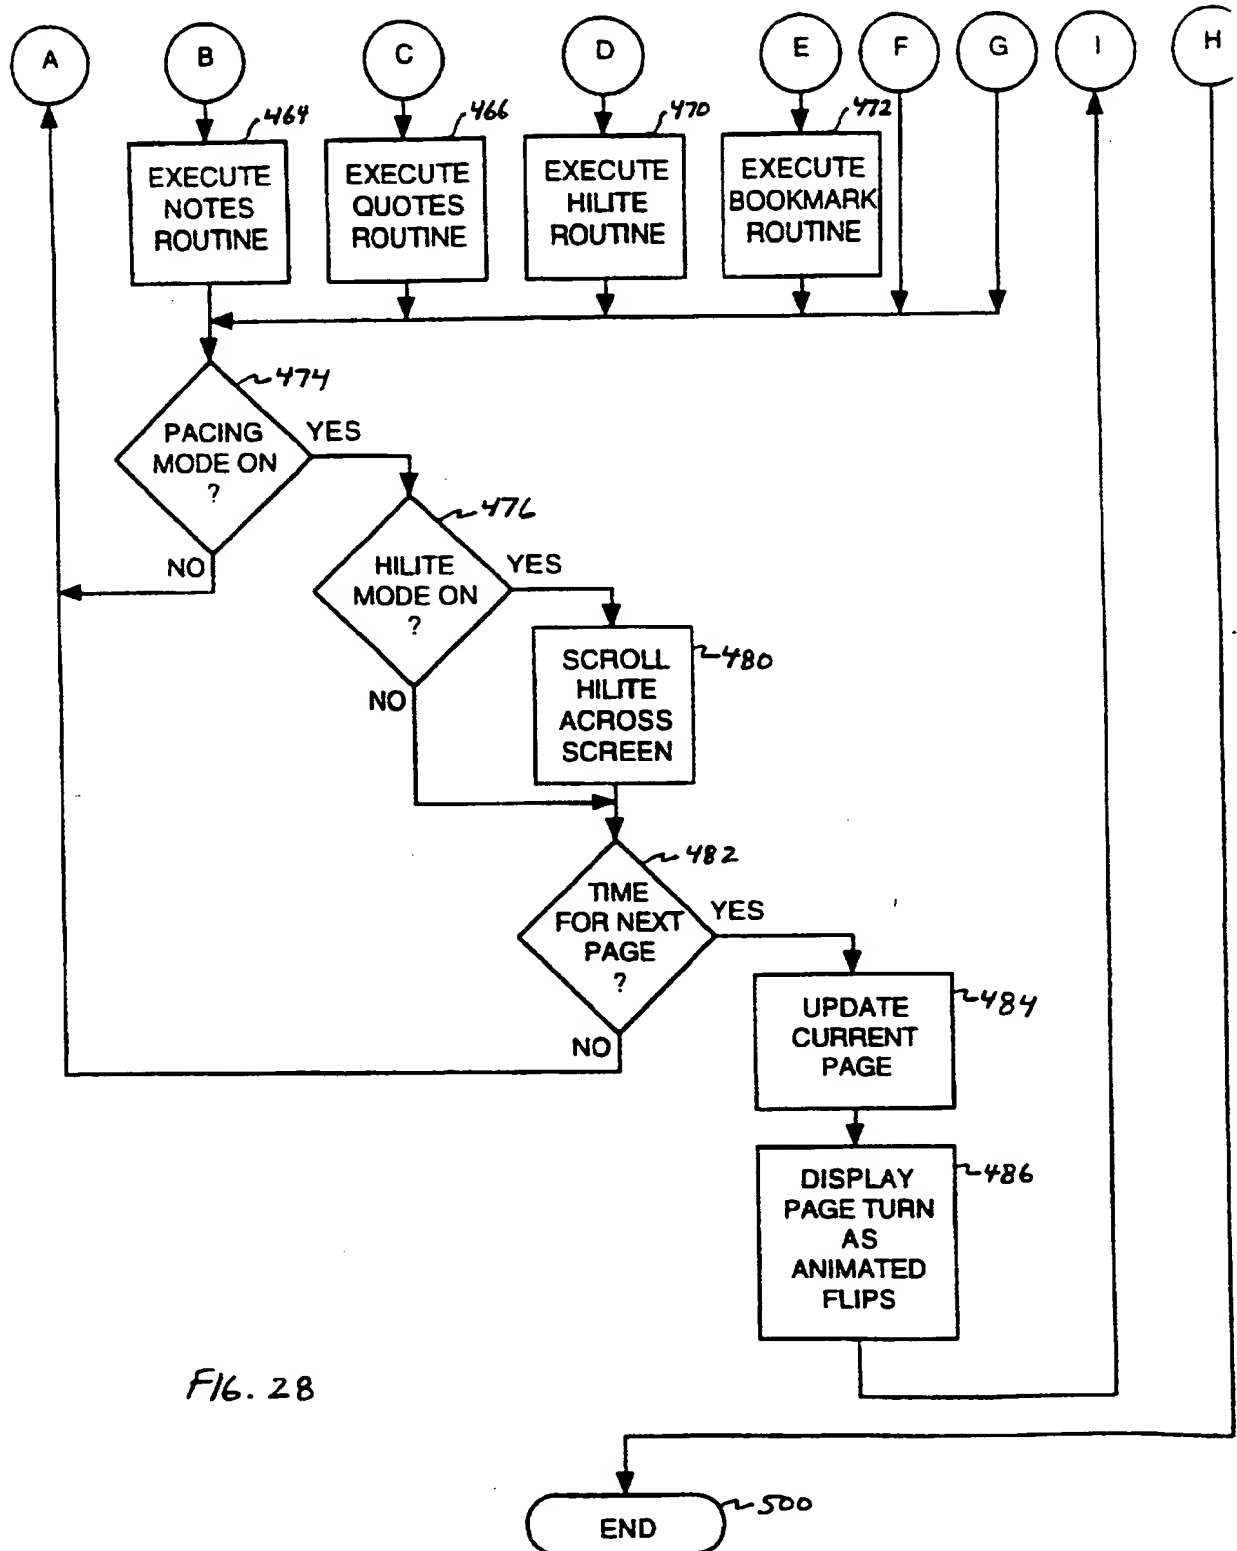 A
B
C
D
E
F
G
I
H
464
466
470
472
EXECUTE
NOTES
ROUTINE
EXECUTE
QUOTES
ROUTINE
EXECUTE
HILITE
ROUTINE
EXECUTE
BOOKMARK
ROUTINE
474
PACING
MODE ON
?
YES
NO
476
HILITE
MODE ON
?
YES
NO
480
SCROLL
HILITE
ACROSS
SCREEN
482
TIME
FOR NEXT
PAGE
?
YES
NO
484
UPDATE
CURRENT
PAGE
486
DISPLAY
PAGE TURN
AS
ANIMATED
FLIPS
FIG. 28
500
END